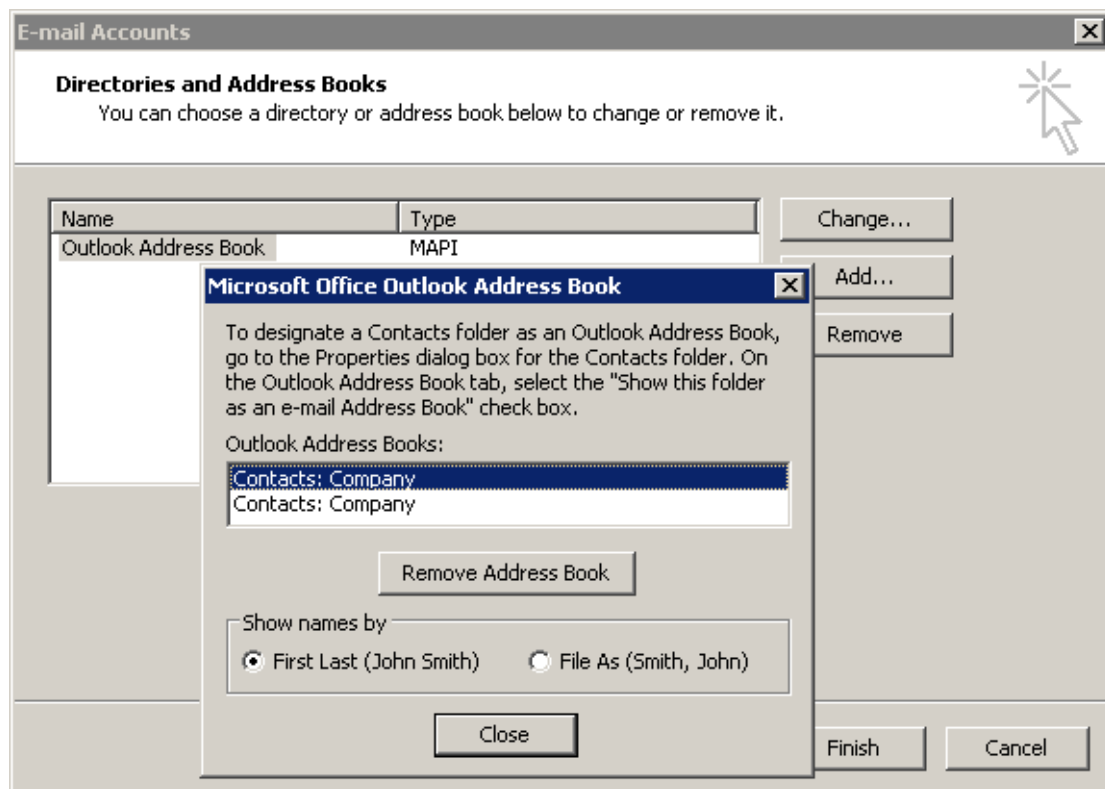 E-mail Accounts
Directories and Address Books
You can choose a directory or address book below to change or remove it.
Name Type
Outlook Address Book MAPI
Change...
Add...
Remove
Microsoft Office Outlook Address Book
To designate a Contacts folder as an Outlook Address Book,
go to the Properties dialog box for the Contacts folder. On
the Outlook Address Book tab, select the "Show this folder
as an e-mail Address Book" check box.
Outlook Address Books:
Contacts: Company
Contacts: Company
Remove Address Book
Show names by
First Last (John Smith) File As (Smith, John)
Close
Finish Cancel